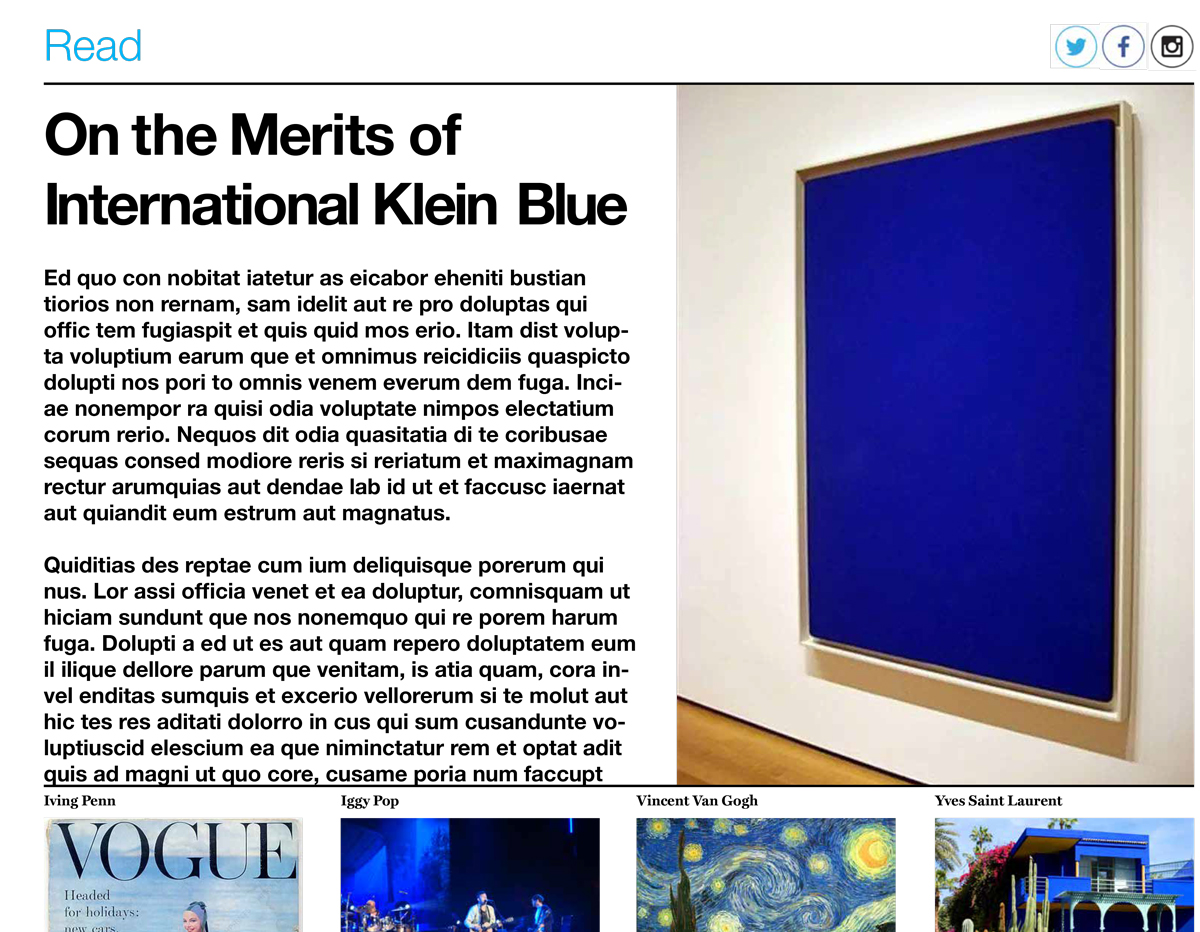 Read
On the Merits of
International Klein Blue
Ed quo con nobitat iatetur as eicabor eheniti bustian
tiorios non rernam, sam idelit aut re pro doluptas qui
offic tem fugiaspit et quis quid mos erio. Itam dist volup-
ta voluptium earum que et omnimus reicidiciis quaspicto
dolupti nos pori to omnis venem everum dem fuga. Inci-
ae nonempor ra quisi odia voluptate nimpos electatium
corum rerio. Nequos dit odia quasitatia di te coribusae
sequas consed modiore reris si reriatum et maximagnam
rectur arumquias aut dendae lab id ut et faccusc iaernat
aut quiandit eum estrum aut magnatus.
Quiditias des reptae cum ium deliquisque porerum qui
nus. Lor assi officia venet et ea doluptur, comnisquam ut
hiciam sundunt que nos nonemquo qui re porem harum
fuga. Dolupti a ed ut es aut quam repero doluptatem eum
il ilique dellore parum que venitam, is atia quam, cora in-
vel enditas sumquis et excerio vellorerum si te molut aut
hic tes res aditati dolorro in cus qui sum cusandunte vo-
luptiuscid elescium ea que niminctatur rem et optat adit
quis ad magni ut quo core, cusame poria num faccupt
Iving Penn
Iggy Pop
Vincent Van Gogh
Yves Saint Laurent
VOGUE
Headed
for holidays:
new cars,